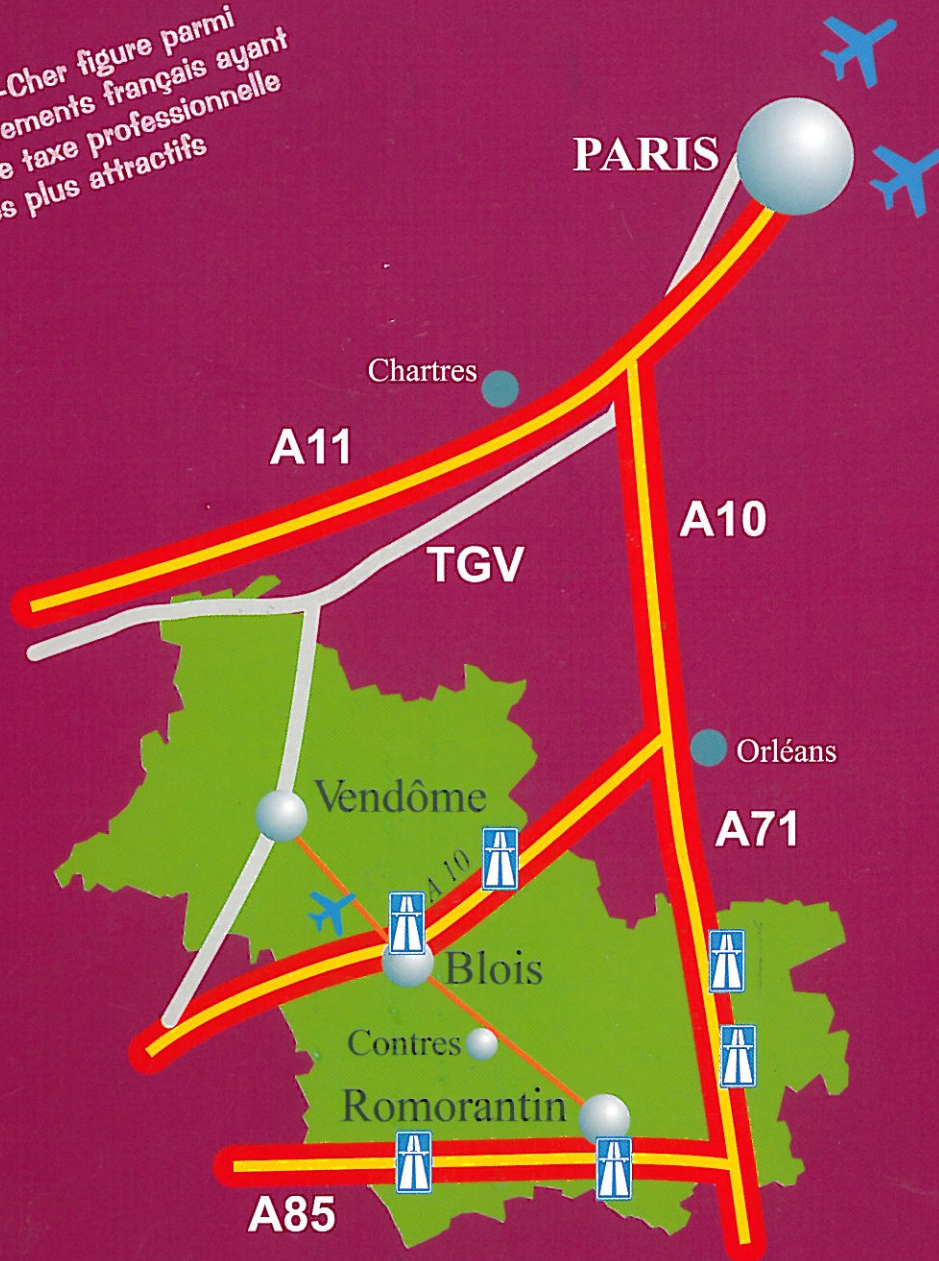 -Cher figure parmi
ements français ayant
e taxe professionnelle
s plus attractifs
PARIS
Chartres
A11
A10
TGV
Orléans
Vendôme
A71
A 10
Blois
Contres
Romorantin
A85